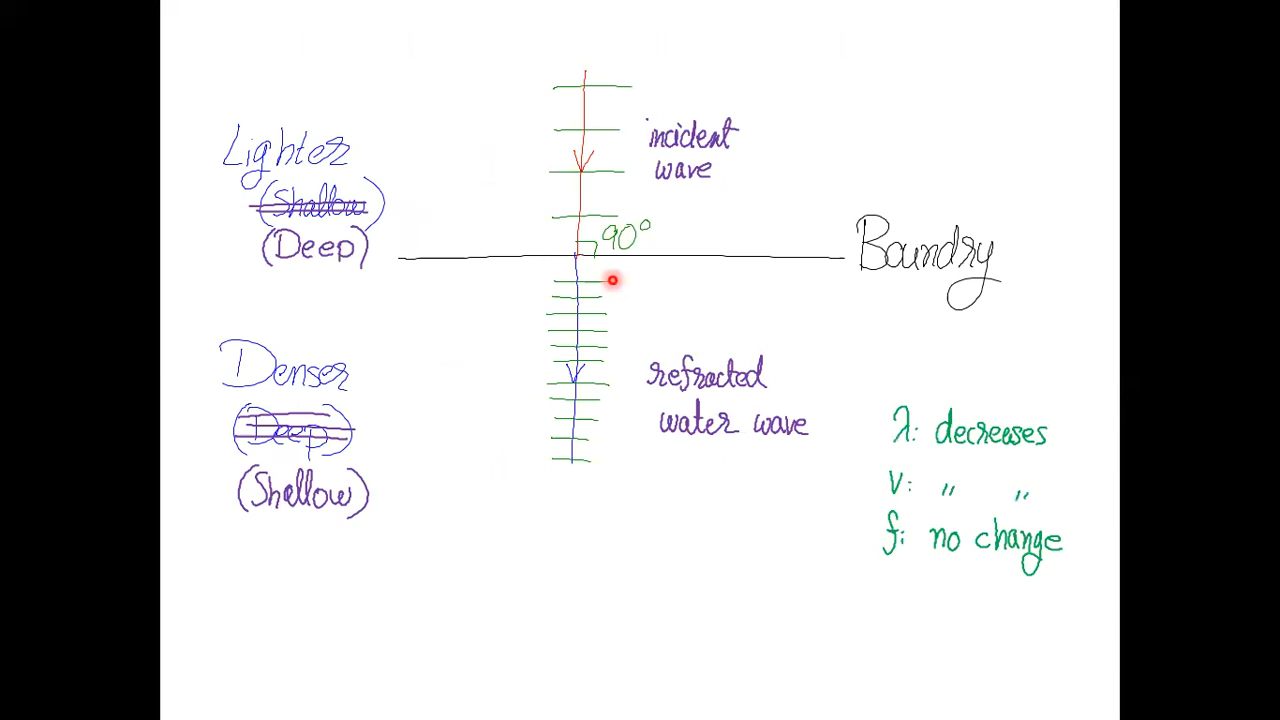 Lighter
(Shallow)
(Deep)
incident
wave
90°
Boundry
Denser
(Deep)
(Shallow)
refracted
water wave
λ: decreases
v: " "
f: no change